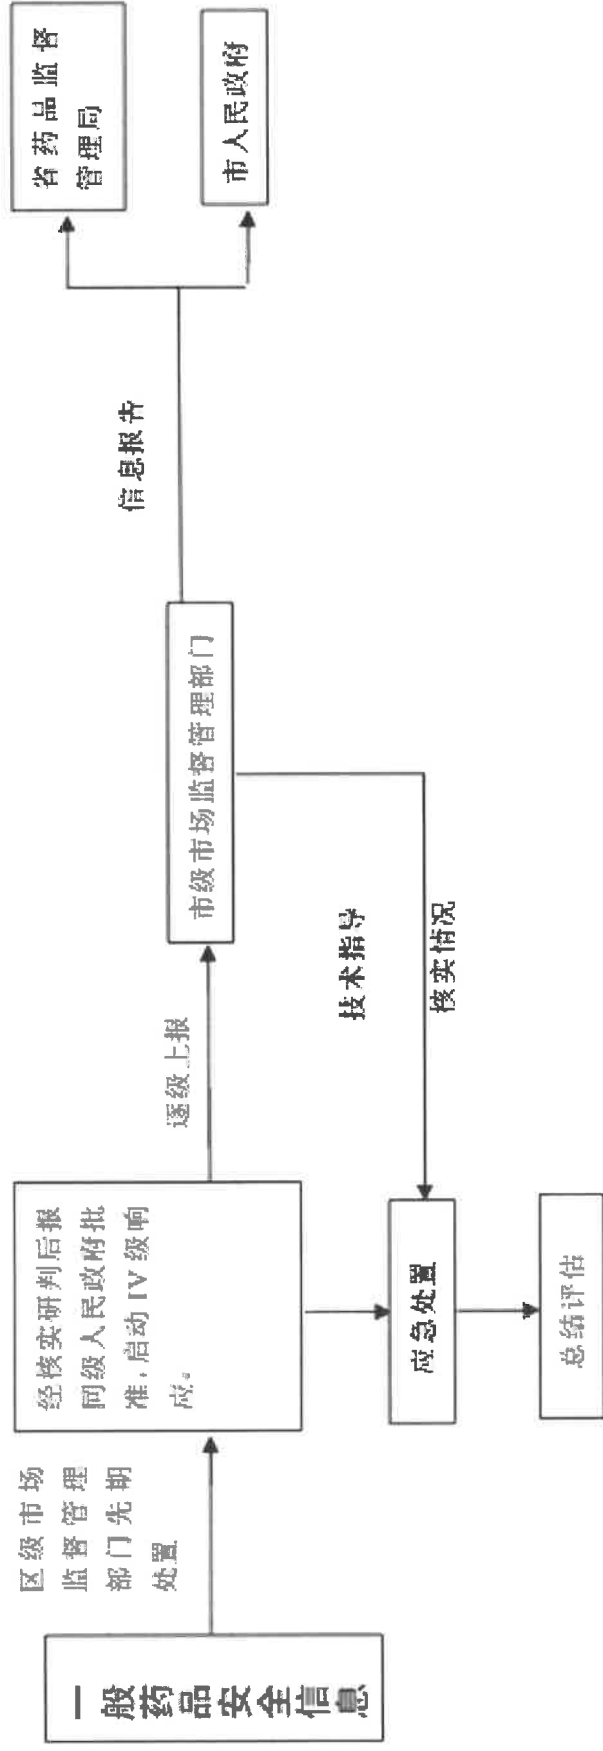 一般药品安全信息
区级市场
监督管理
部门先期
处置
经核实研判后报
同级人民政府批
准，启动 IV 级响
应。
逐级上报
市级市场监督管理部门
信息报告
省药品监督
管理局
市人民政府
技术指导
核实情况
应急处置
总结评估